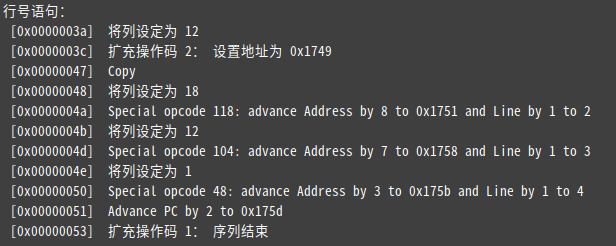 行号语句:
[0x0000003a] 将列设定为 12
[0x0000003c] 扩充操作码 2: 设置地址为 0x1749
[0x00000047] Copy
[0x00000048] 将列设定为 18
[0x0000004a] Special opcode 118: advance Address by 8 to 0x1751 and Line by 1 to 2
[0x0000004b] 将列设定为 12
[0x0000004d] Special opcode 104: advance Address by 7 to 0x1758 and Line by 1 to 3
[0x0000004e] 将列设定为 1
[0x00000050] Special opcode 48: advance Address by 3 to 0x175b and Line by 1 to 4
[0x00000051] Advance PC by 2 to 0x175d
[0x00000053] 扩充操作码 1: 序列结束